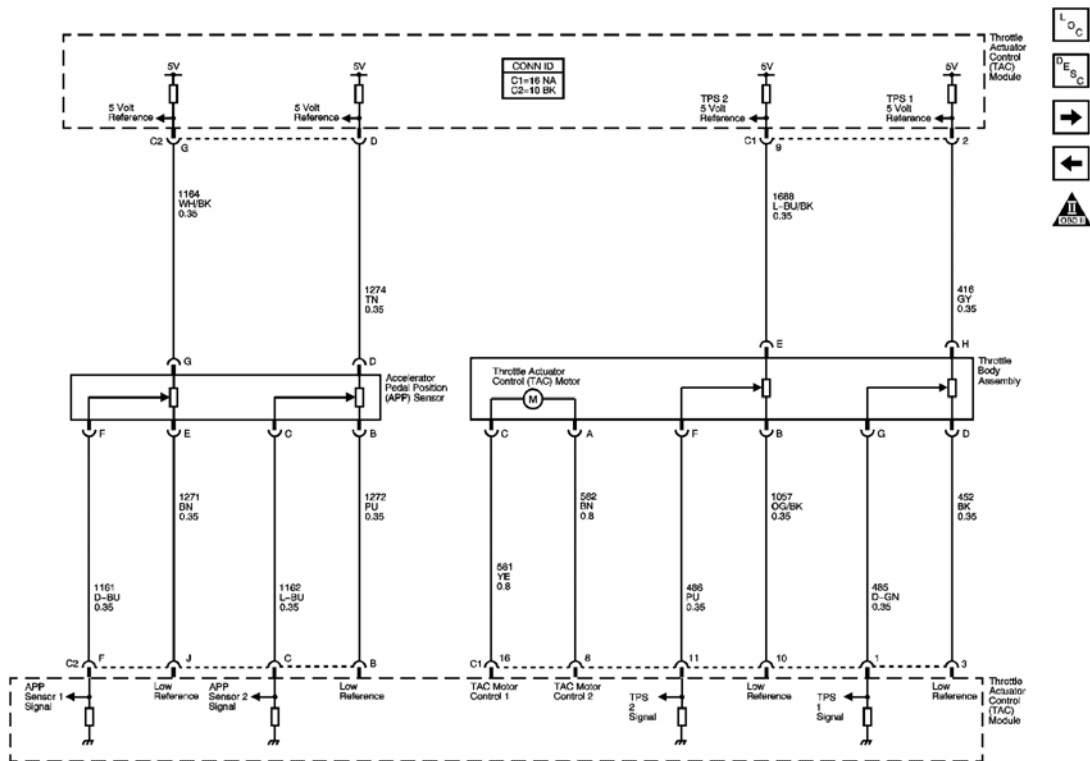 L
O
C
Throttle
Actuator
Control
(TAC)
Module
5V
5V
CONN ID
C1=16 NA
C2=10 BK
5V
5V
D
E
S
C
5 Volt
Reference
5 Volt
Reference
TPS 2
5 Volt
Reference
TPS 1
5 Volt
Reference
C2
G
D
C1
9
2
II
OBD II
1164
WH/BK
0.35
1688
L-BU/BK
0.35
1274
TN
0.35
416
GY
0.35
G
D
E
H
Accelerator
Pedal Position
(APP) Sensor
Throttle Actuator
Control (TAC) Motor
M
Throttle
Body
Assembly
F
E
C
B
C
A
F
B
G
D
1271
BN
0.35
1272
PU
0.35
582
BN
0.8
1057
OG/BK
0.35
452
BK
0.35
1161
D-BU
0.35
1162
L-BU
0.35
581
YE
0.8
486
PU
0.35
485
D-GN
0.35
C2
F
J
C
B
C1
16
8
11
10
1
3
APP
Sensor 1
Signal
Low
Reference
APP
Sensor 2
Signal
Low
Reference
TAC Motor
Control 1
TAC Motor
Control 2
TPS
2
Signal
Low
Reference
TPS
1
Signal
Low
Reference
Throttle
Actuator
Control
(TAC)
Module